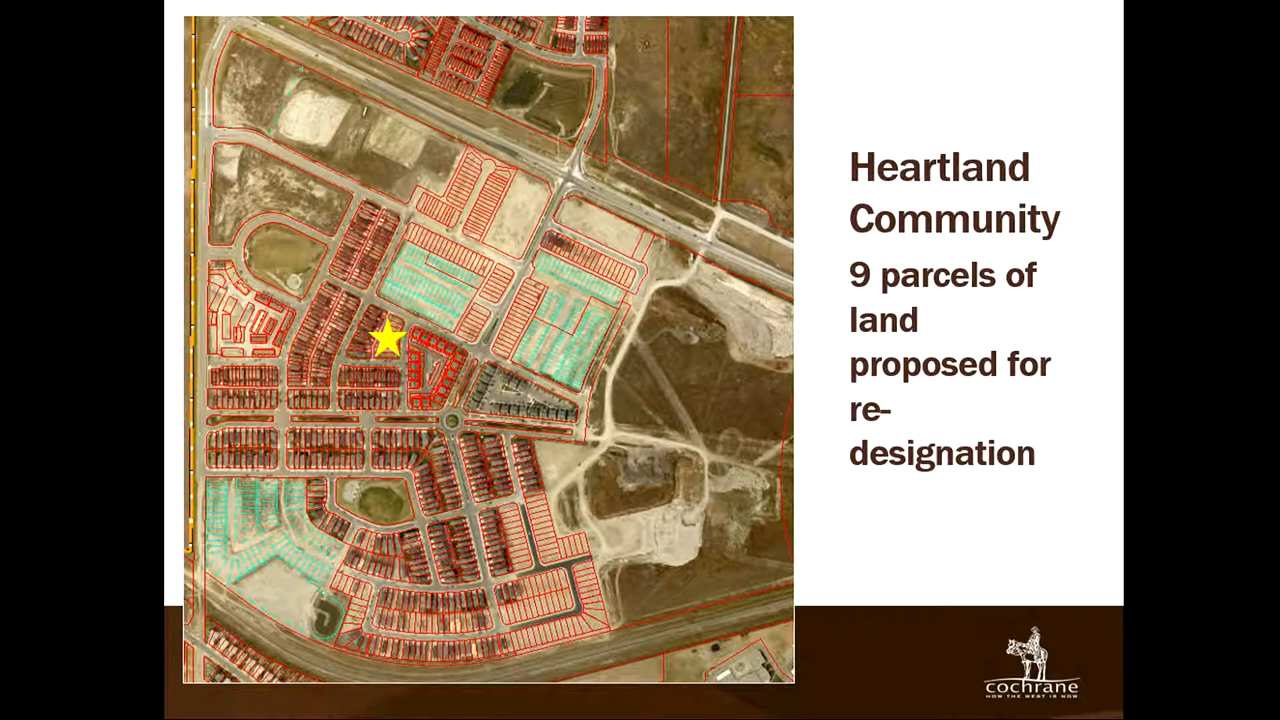 Heartland
Community
9 parcels of
land
proposed for
re-
designation
cochrane
HOW THE WEST IS NOW